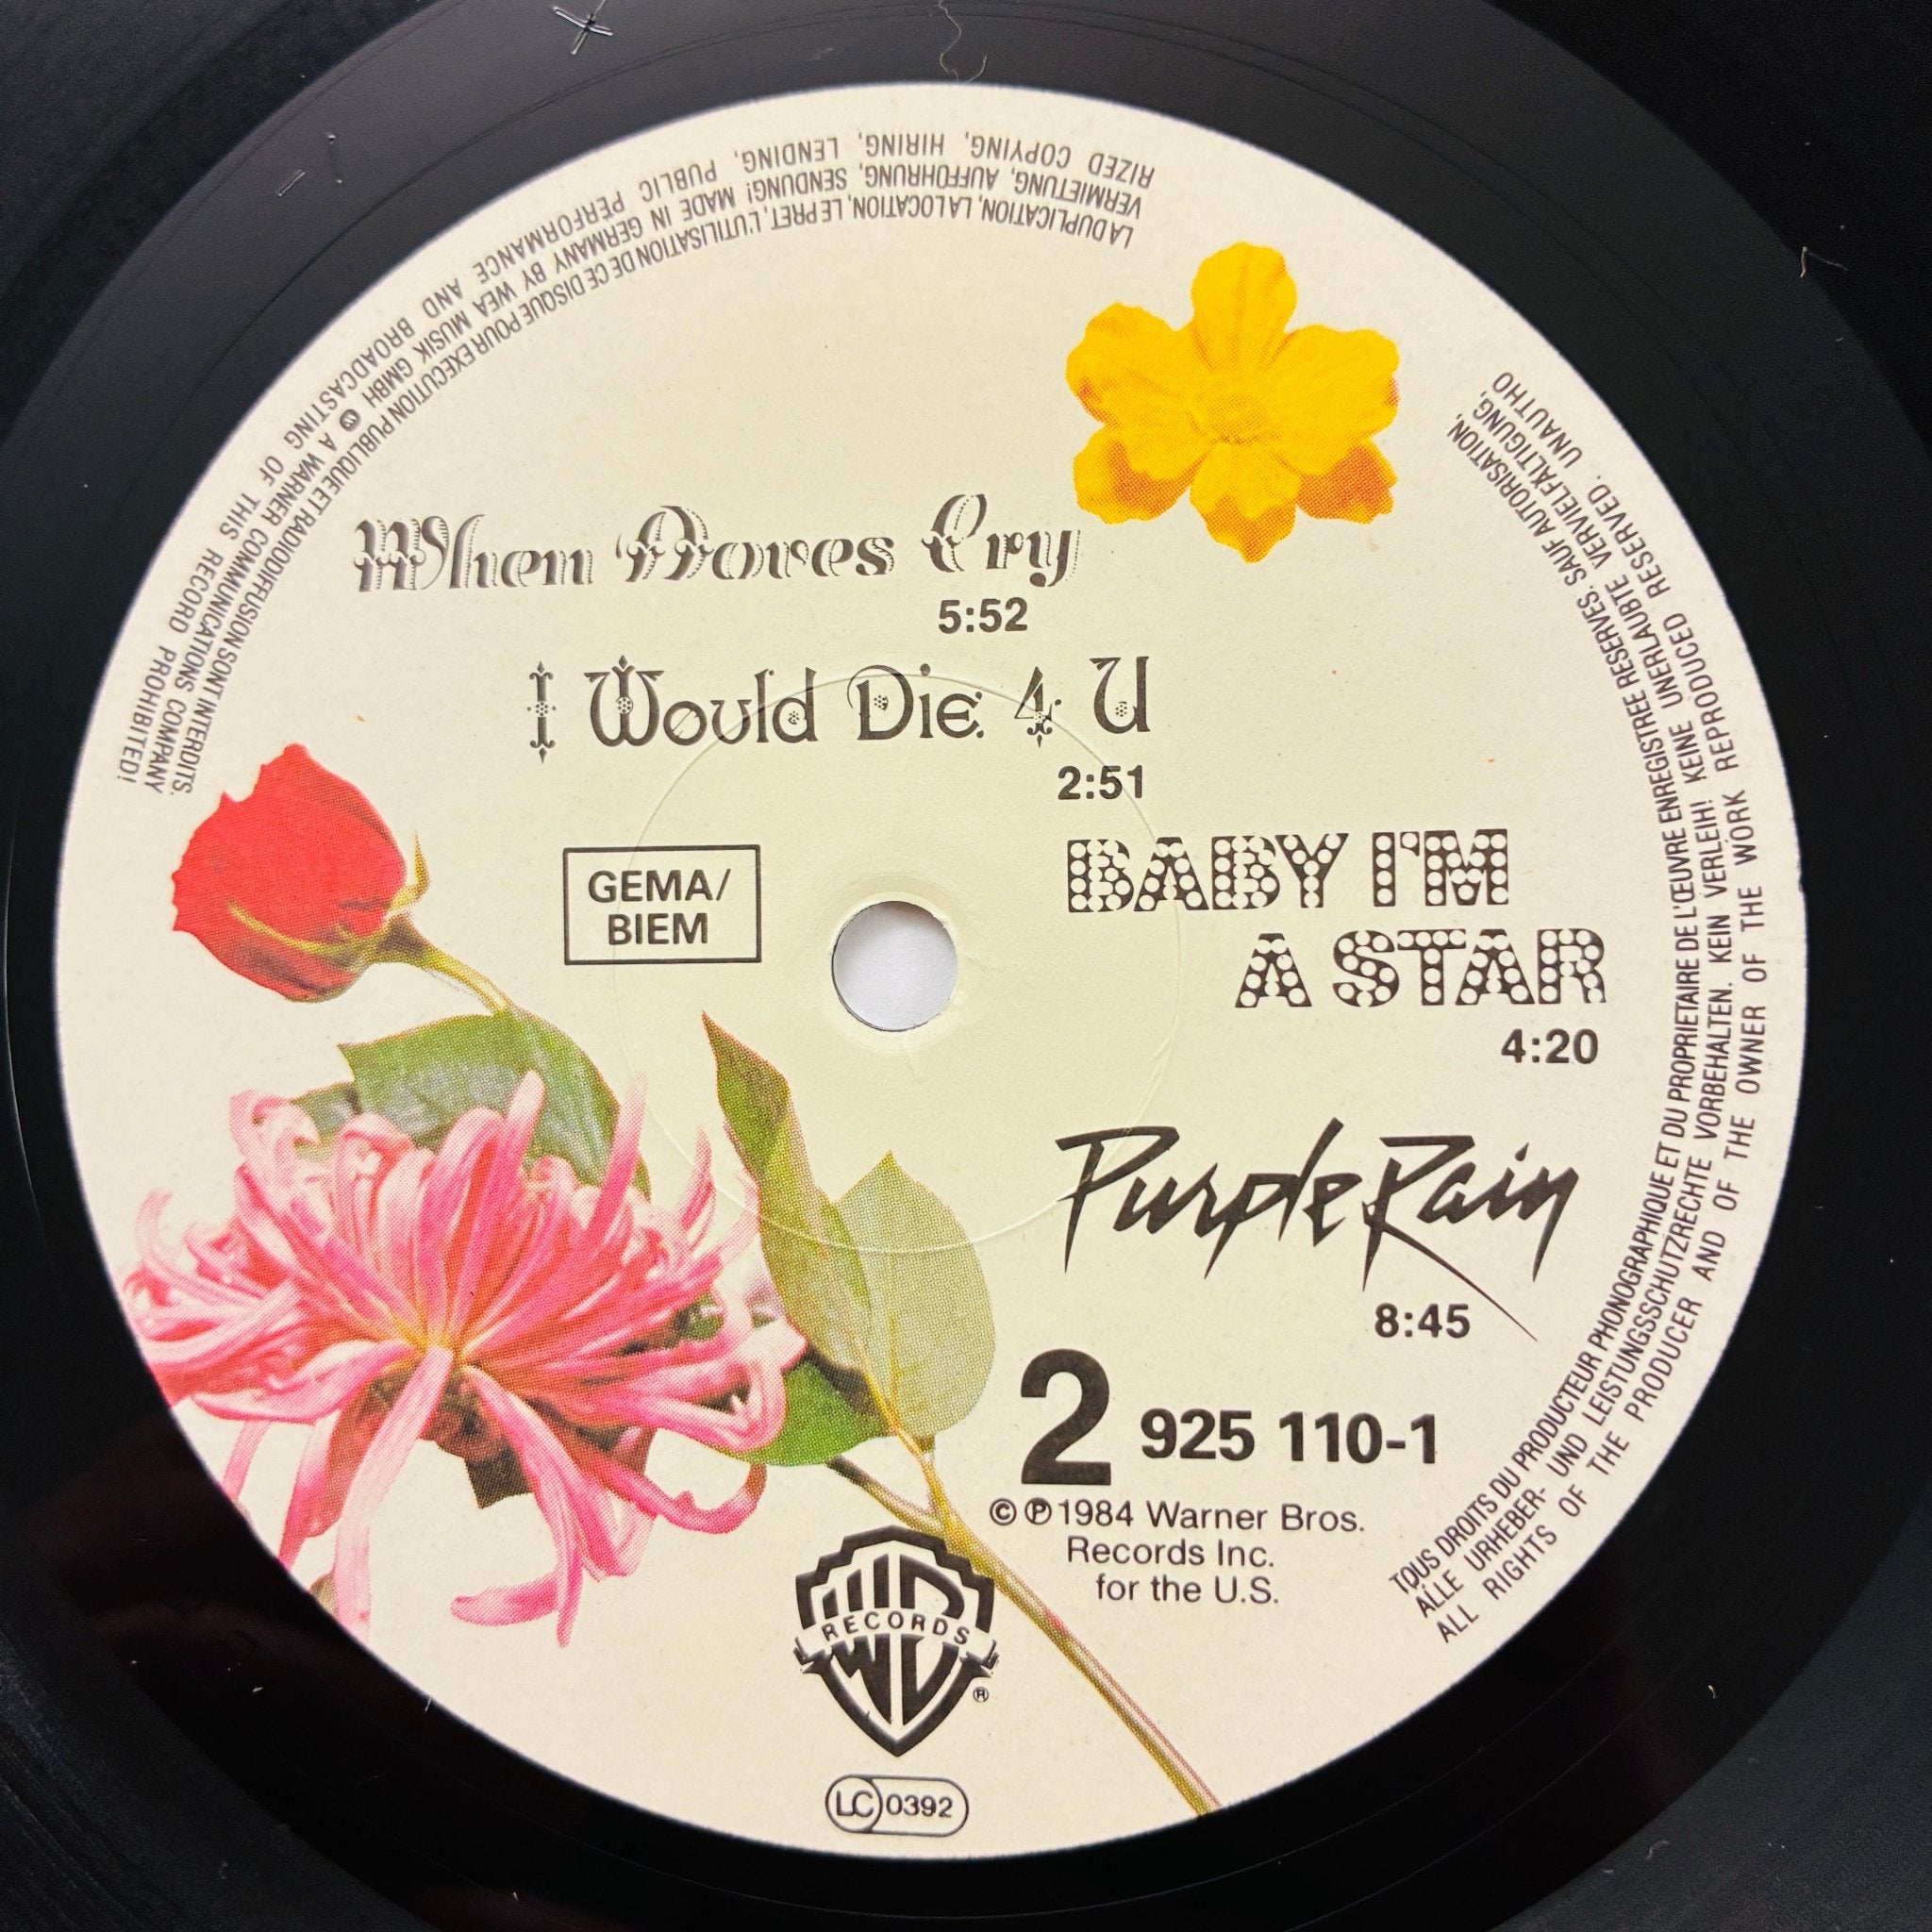 When Doves Cry
5:52
I Would Die 4 U
2:51
BABY I'M
A STAR
4:20
Purple Rain
8:45
GEMA/
BIEM
2 925 110-1
© ℗ 1984 Warner Bros.
Records Inc.
for the U.S.
WB
RECORDS
®
LC 0392
TOUS DROITS DU PRODUCTEUR PHONOGRAPHIQUE ET DU PROPRIETAIRE DE L'ŒUVRE ENREGISTREE RESERVES. SAUF AUTORISATION, LA DUPLICATION, LA LOCATION, LE PRET, L'UTILISATION DE CE DISQUE POUR EXECUTION PUBLIQUE ET RADIODIFFUSION SONT INTERDITS.
ALLE URHEBER- UND LEISTUNGSSCHUTZRECHTE VORBEHALTEN. KEIN VERLEIH! KEINE UNERLAUBTE VERVIELFÄLTIGUNG, VERMIETUNG, AUFFÜHRUNG, SENDUNG! MADE IN GERMANY BY WEA MUSIK GMBH A WARNER COMMUNICATIONS COMPANY
ALL RIGHTS OF THE PRODUCER AND OF THE OWNER OF THE WORK REPRODUCED RESERVED. UNAUTHO RIZED COPYING, HIRING, LENDING, PUBLIC PERFORMANCE AND BROADCASTING OF THIS RECORD PROHIBITED!